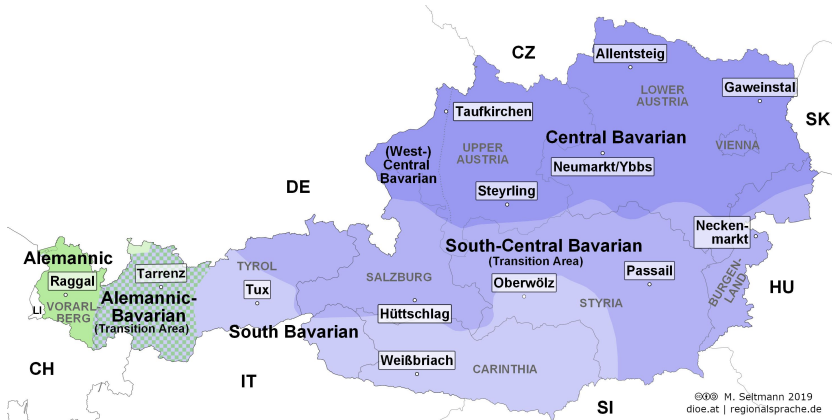 CZ
Allentsteig
LOWER
AUSTRIA
Gaweinstal
SK
Taufkirchen
Central Bavarian
VIENNA
(West-)
Central
Bavarian
UPPER
AUSTRIA
Neumarkt/Ybbs
DE
Steyrling
Necken-
markt
South-Central Bavarian
(Transition Area)
Alemannic
Raggal
VORARL-
BERG
LI
Tarrenz
Alemannic-
Bavarian
(Transition Area)
TYROL
Tux
SALZBURG
Oberwölz
Passail
BURGEN-
LAND
HU
STYRIA
Hüttschlag
South Bavarian
Weißbriach
CARINTHIA
CH
IT
SI
M. Seltmann 2019
dioe.at | regionalsprache.de